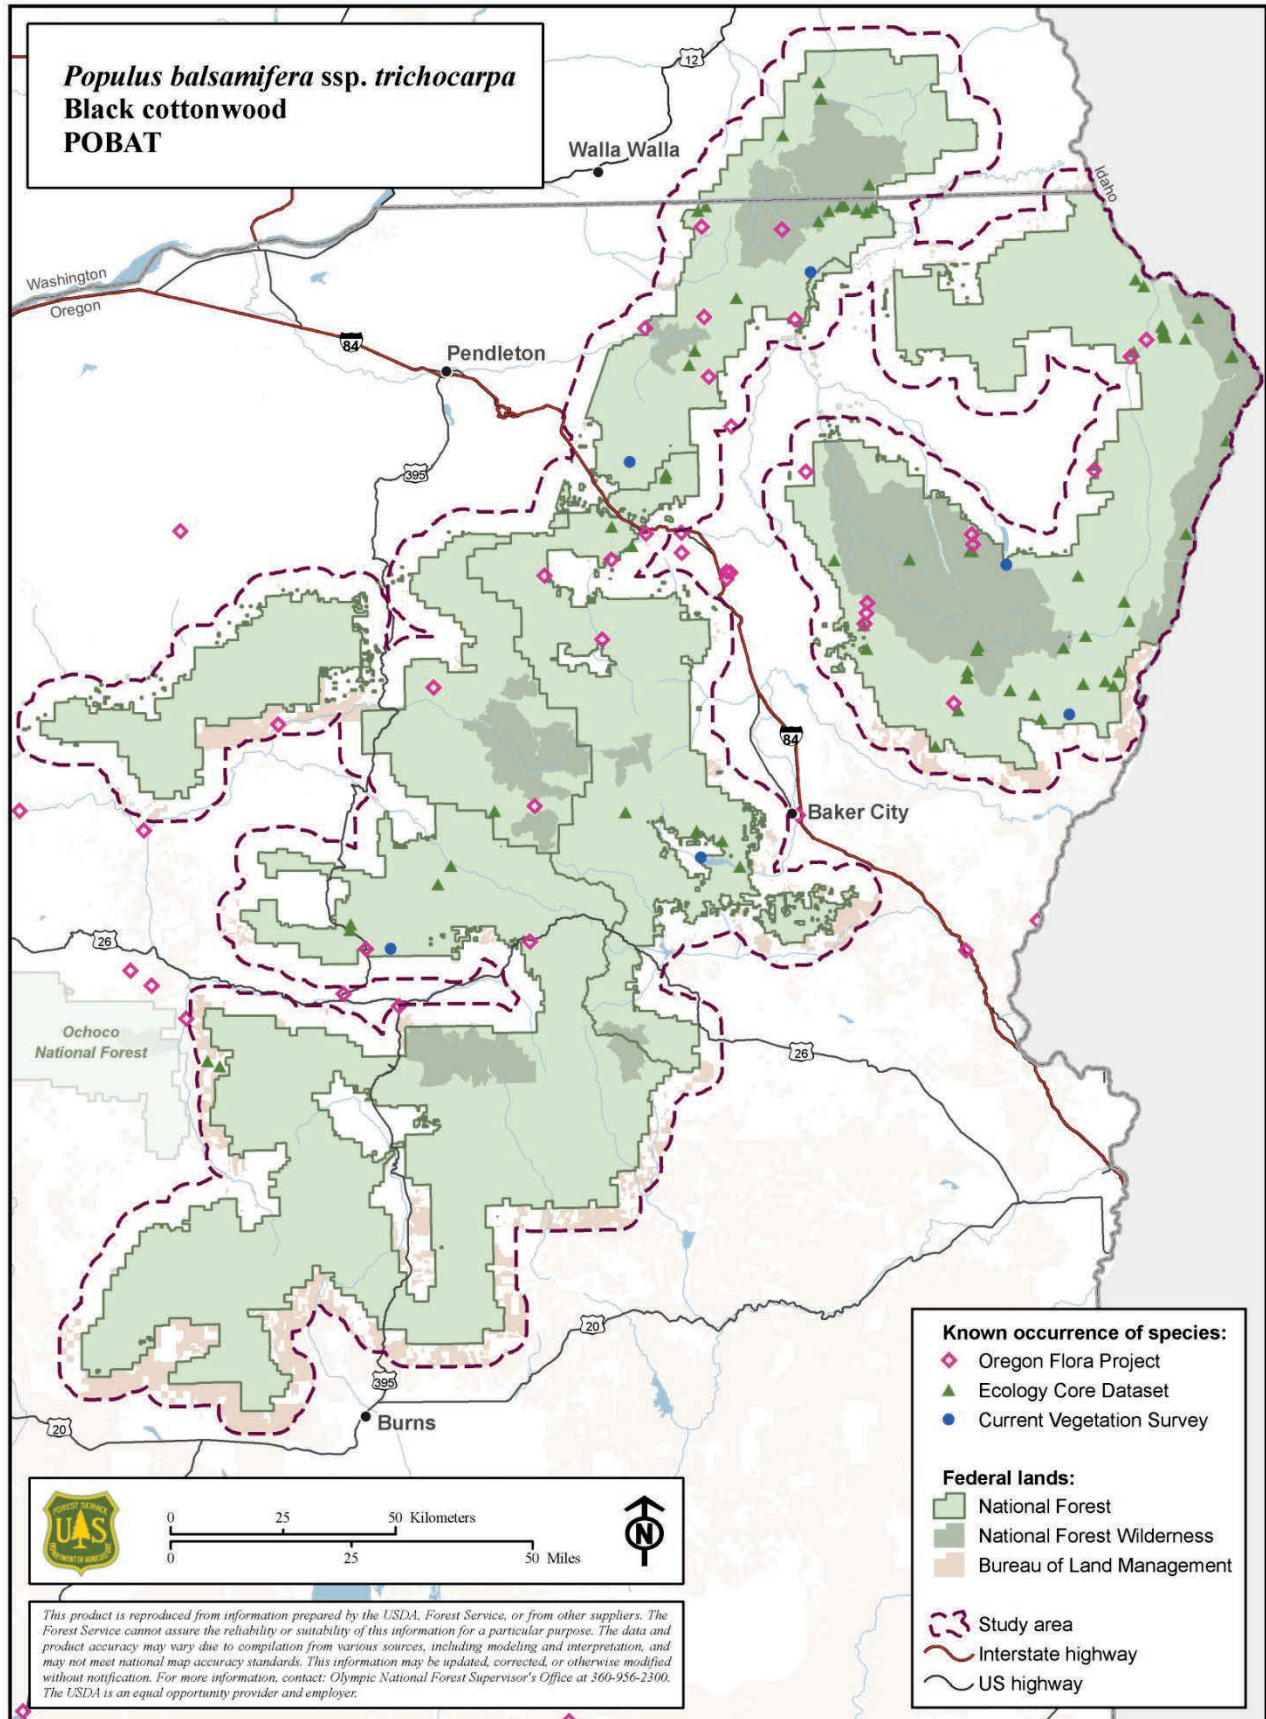 Populus balsamifera ssp. trichocarpa
Black cottonwood
POBAT
12
Walla Walla
Idaho
Washington
Oregon
84
Pendleton
395
84
Baker City
26
Ochoco
National Forest
26
20
395
20
Burns
Known occurrence of species:
Oregon Flora Project
Ecology Core Dataset
Current Vegetation Survey
Federal lands:
National Forest
National Forest Wilderness
Bureau of Land Management
Study area
Interstate highway
US highway
FOREST SERVICE
U S
DEPARTMENT OF AGRICULTURE
0 25 50 Kilometers
0 25 50 Miles
N
This product is reproduced from information prepared by the USDA, Forest Service, or from other suppliers. The
Forest Service cannot assure the reliability or suitability of this information for a particular purpose. The data and
product accuracy may vary due to compilation from various sources, including modeling and interpretation, and
may not meet national map accuracy standards. This information may be updated, corrected, or otherwise modified
without notification. For more information, contact: Olympic National Forest Supervisor's Office at 360-956-2300.
The USDA is an equal opportunity provider and employer.